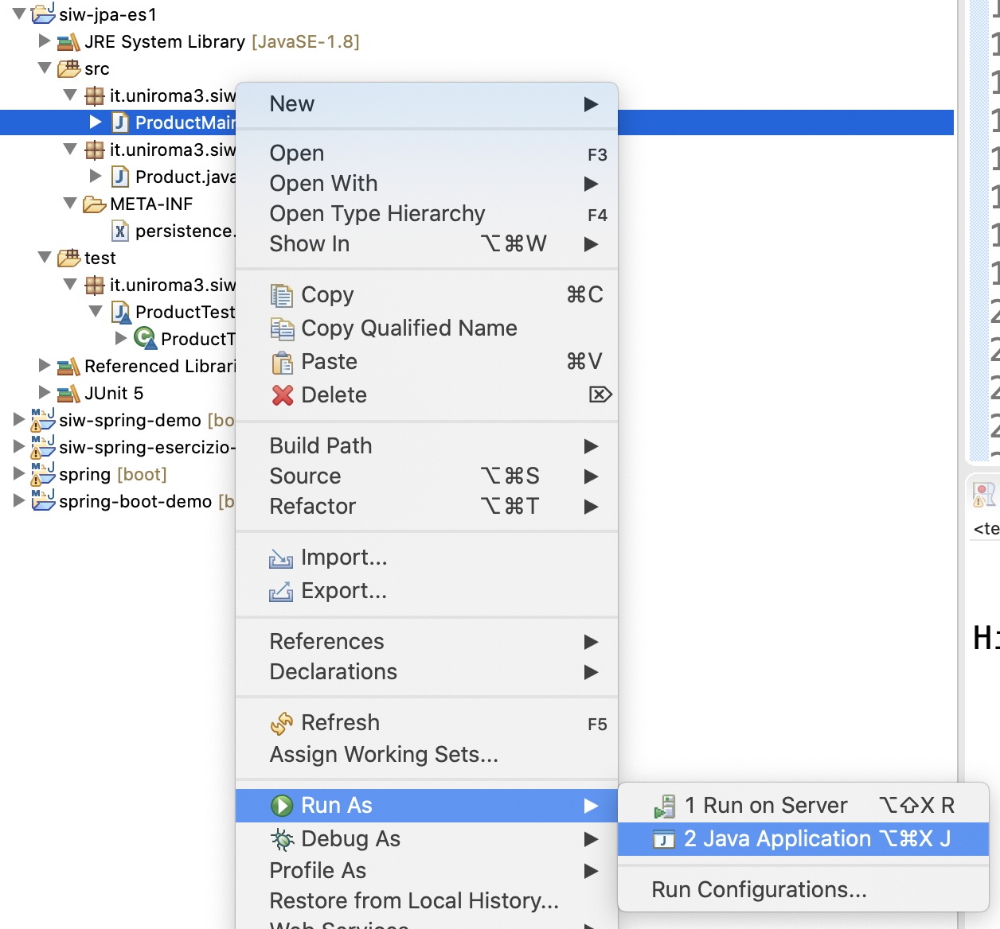 siw-jpa-es1
JRE System Library [JavaSE-1.8]
src
it.uniroma3.siw
ProductMain
it.uniroma3.siw
Product.java
META-INF
persistence.
test
it.uniroma3.siw
ProductTest
ProductT
Referenced Librari
JUnit 5
siw-spring-demo [bo
siw-spring-esercizio-
spring [boot]
spring-boot-demo [b
New
Open F3
Open With
Open Type Hierarchy F4
Show In ⌥⌘W
Copy ⌘C
Copy Qualified Name
Paste ⌘V
Delete ⌦
Build Path
Source ⌥⌘S
Refactor ⌥⌘T
Import...
Export...
References
Declarations
Refresh F5
Assign Working Sets...
Run As
Debug As
Profile As
Restore from Local History...
Web Services
1 Run on Server ⌥⇧X R
2 Java Application ⌥⌘X J
Run Configurations...
<te
Hi